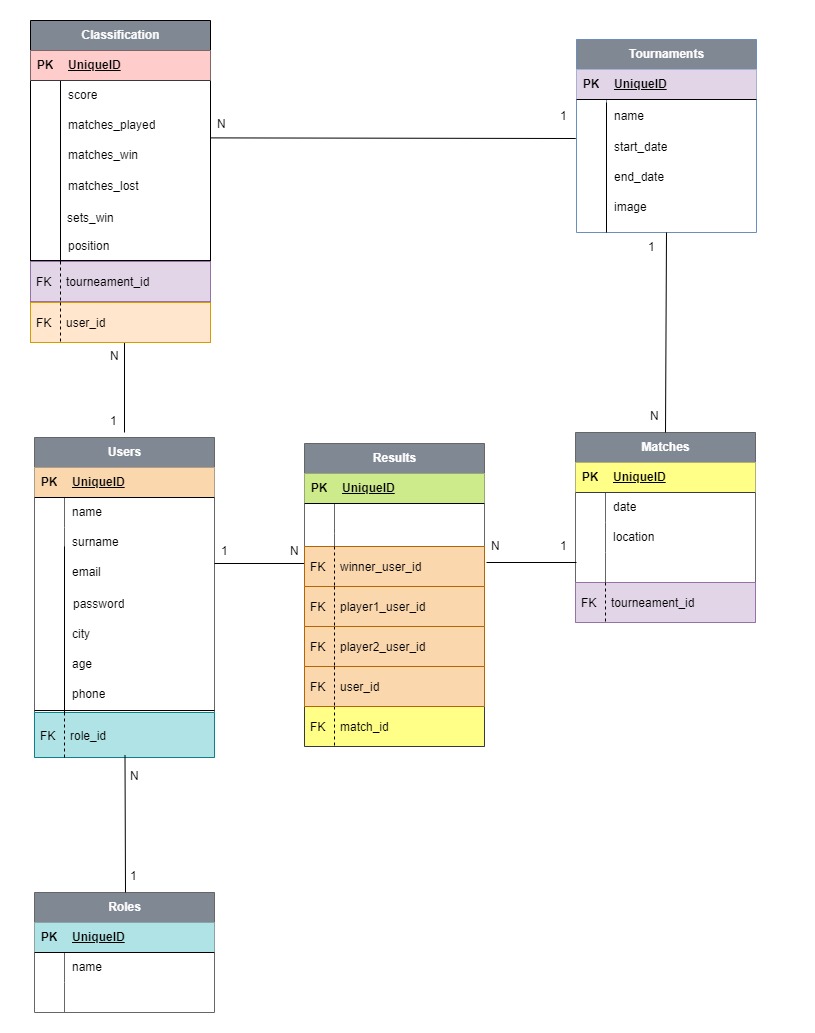 Classification
PK UniqueID
score
matches_played
matches_win
matches_lost
sets_win
position
FK tourneament_id
FK user_id
N
1
Tournaments
PK UniqueID
name
start_date
end_date
image
1
N
N
1
Users
PK UniqueID
name
surname
email
password
city
age
phone
FK role_id
1
N
Results
PK UniqueID
FK winner_user_id
FK player1_user_id
FK player2_user_id
FK user_id
FK match_id
N
1
Matches
PK UniqueID
date
location
FK tourneament_id
N
1
Roles
PK UniqueID
name